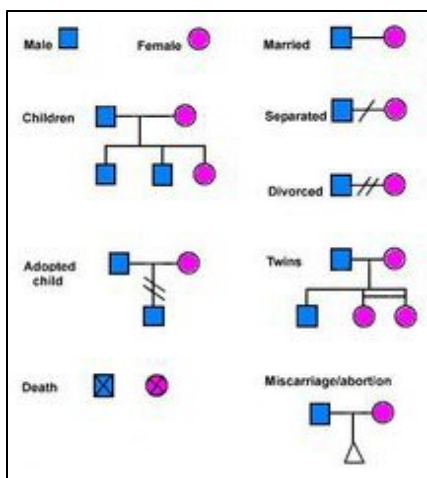 Male
Female
Married
Children
Separated
Divorced
Adopted
child
Twins
Death
Miscarriage/abortion